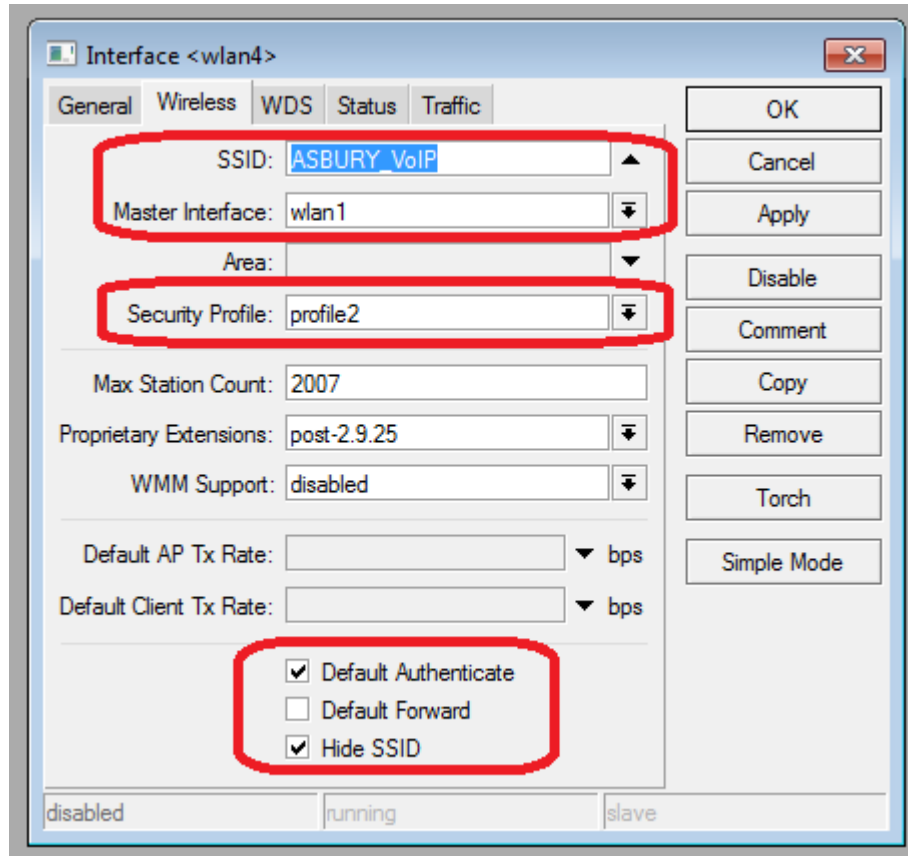 Interface <wlan4>
General Wireless WDS Status Traffic
SSID: ASBURY_VoIP
Master Interface: wlan1
Area:
Security Profile: profile2
Max Station Count: 2007
Proprietary Extensions: post-2.9.25
WMM Support: disabled
Default AP Tx Rate: bps
Default Client Tx Rate: bps
Default Authenticate
Default Forward
Hide SSID
OK
Cancel
Apply
Disable
Comment
Copy
Remove
Torch
Simple Mode
disabled running slave